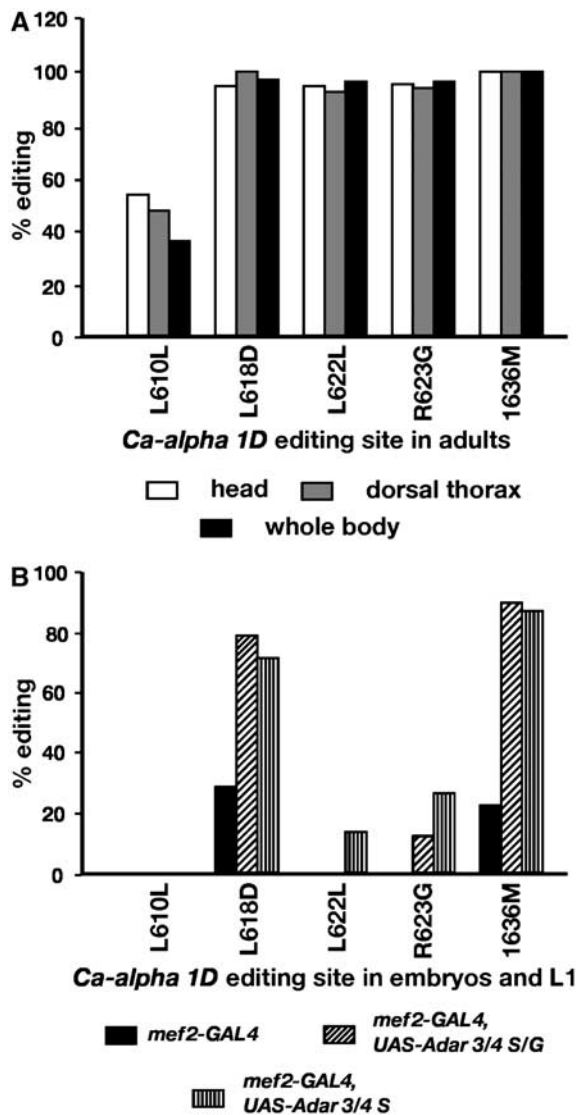 A
120
100
80
60
40
20
0
% editing
L610L
L618D
L622L
R623G
1636M
Ca-alpha 1D editing site in adults
head
dorsal thorax
whole body
B
100
80
60
40
20
0
% editing
L610L
L618D
L622L
R623G
1636M
Ca-alpha 1D editing site in embryos and L1
mef2-GAL4
mef2-GAL4,
UAS-Adar 3/4 S/G
mef2-GAL4,
UAS-Adar 3/4 S